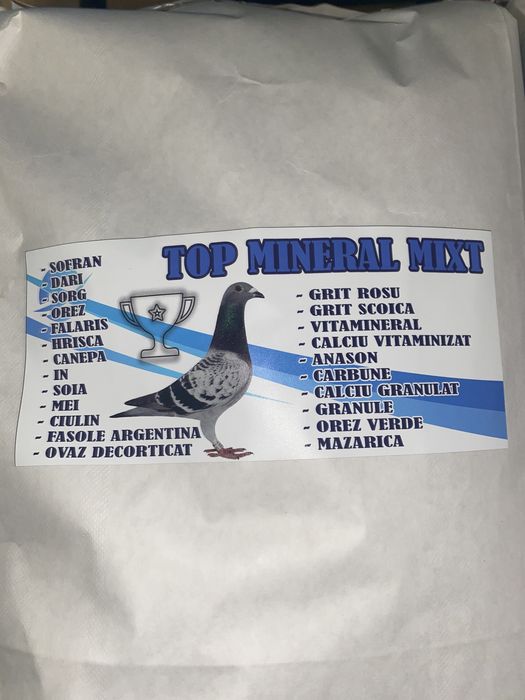 TOP MINERAL MIXT
- SOFRAN
- DARI
- SORG
- OREZ
- FALARIS
- HRISCA
- CANEPA
- IN
- SOIA
- MEI
- CIULIN
- FASOLE ARGENTINA
- OVAZ DECORTICAT
- GRIT ROSU
- GRIT SCOICA
- VITAMINERAL
- CALCIU VITAMINIZAT
- ANASON
- CARBUNE
- CALCIU GRANULAT
- GRANULE
- OREZ VERDE
- MAZARICA